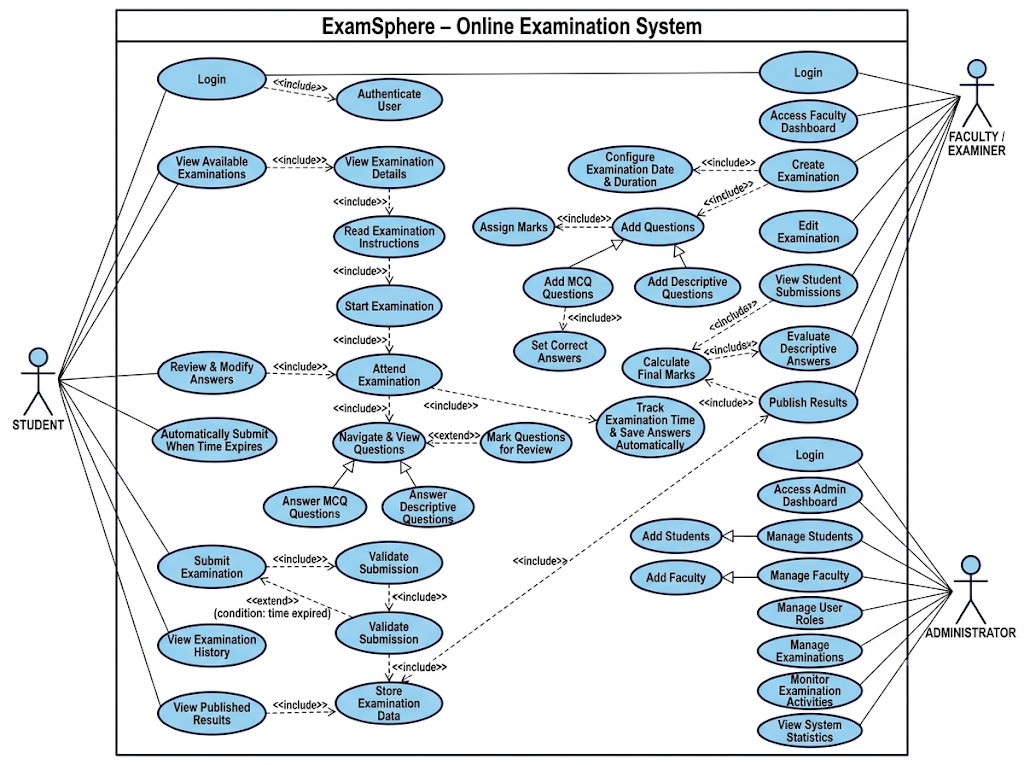 ExamSphere – Online Examination System
Login
<<include>>
Authenticate
User
View Available
Examinations
<<include>>
View Examination
Details
<<include>>
Read Examination
Instructions
<<include>>
Start Examination
<<include>>
Review & Modify
Answers
<<include>>
Attend
Examination
<<include>>
<<include>>
Automatically Submit
When Time Expires
Navigate & View
Questions
<<extend>>
Mark Questions
for Review
Track
Examination Time
& Save Answers
Automatically
Answer MCQ
Questions
Answer
Descriptive
Questions
Submit
Examination
<<include>>
Validate
Submission
<<include>>
<<extend>>
(condition: time expired)
Validate
Submission
<<include>>
View Examination
History
View Published
Results
<<include>>
Store
Examination
Data
STUDENT
Login
Access Faculty
Dashboard
Configure
Examination Date
& Duration
<<include>>
Create
Examination
<<include>>
Assign Marks
<<include>>
Add Questions
Edit
Examination
Add MCQ
Questions
Add Descriptive
Questions
View Student
Submissions
<<include>>
<<include>>
Set Correct
Answers
Calculate
Final Marks
<<includs>>
Evaluate
Descriptive
Answers
<<include>>
Publish Results
<<include>>
FACULTY /
EXAMINER
Login
Access Admin
Dashboard
Add Students
Manage Students
Add Faculty
Manage Faculty
Manage User
Roles
Manage
Examinations
Monitor
Examination
Activities
View System
Statistics
ADMINISTRATOR